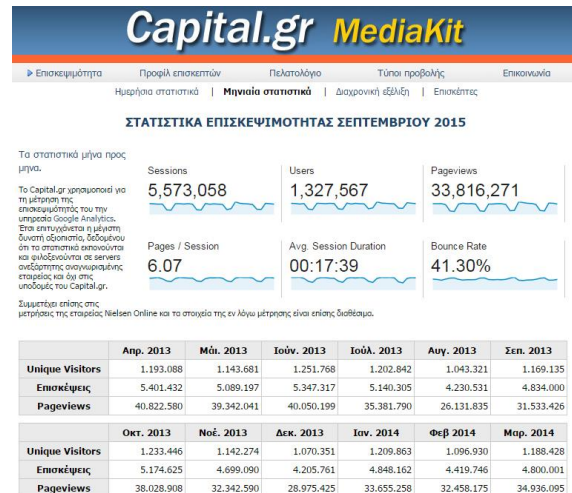 Capital.gr MediaKit
Επισκεψιμότητα Προφίλ επισκεπτών Πελατολόγιο Τύποι προβολής Επικοινωνία
Ημερήσια στατιστικά | Μηνιαία στατιστικά | Διαχρονική εξέλιξη | Επισκέπτες
ΣΤΑΤΙΣΤΙΚΑ ΕΠΙΣΚΕΨΙΜΟΤΗΤΑΣ ΣΕΠΤΕΜΒΡΙΟΥ 2015
Τα στατιστικά μήνα προς
μηνα.
Το Capital.gr χρησιμοποιεί για
τη μέτρηση της
επισκεψιμότητάς του την
υπηρεσία Google Analytics.
Έτσι επιτυγχάνεται η μέγιστη
δυνατή αξιοπιστία, δεδομένου
ότι τα στατιστικά εκπονούνται
και φιλοξενούνται σε servers
ανεξάρτητης αναγνωρισμένης
εταιρείας και όχι στις
υποδομές του Capital.gr.
Συμμετέχει επίσης στις
μετρήσεις της εταιρείας Nielsen Online και τα στοιχεία της εν λόγω μέτρησης είναι επίσης διαθέσιμα.
Sessions Users Pageviews
5,573,058 1,327,567 33,816,271
Pages / Session Avg. Session Duration Bounce Rate
6.07 00:17:39 41.30%
Απρ. 2013 Μάι. 2013 Ιούν. 2013 Ιούλ. 2013 Αυγ. 2013 Σεπ. 2013
Unique Visitors 1.193.088 1.143.681 1.251.768 1.202.842 1.043.321 1.169.135
Επισκέψεις 5.401.432 5.089.197 5.347.317 5.140.305 4.230.531 4.834.000
Pageviews 40.822.580 39.342.041 40.050.199 35.381.790 26.131.835 31.533.426
Οκτ. 2013 Νοέ. 2013 Δεκ. 2013 Ιαν. 2014 Φεβ 2014 Μαρ. 2014
Unique Visitors 1.233.446 1.142.274 1.070.351 1.209.863 1.096.930 1.188.428
Επισκέψεις 5.174.625 4.699.090 4.205.761 4.848.162 4.419.746 4.800.001
Pageviews 38.028.908 32.342.590 28.975.425 33.655.258 32.458.175 34.936.095